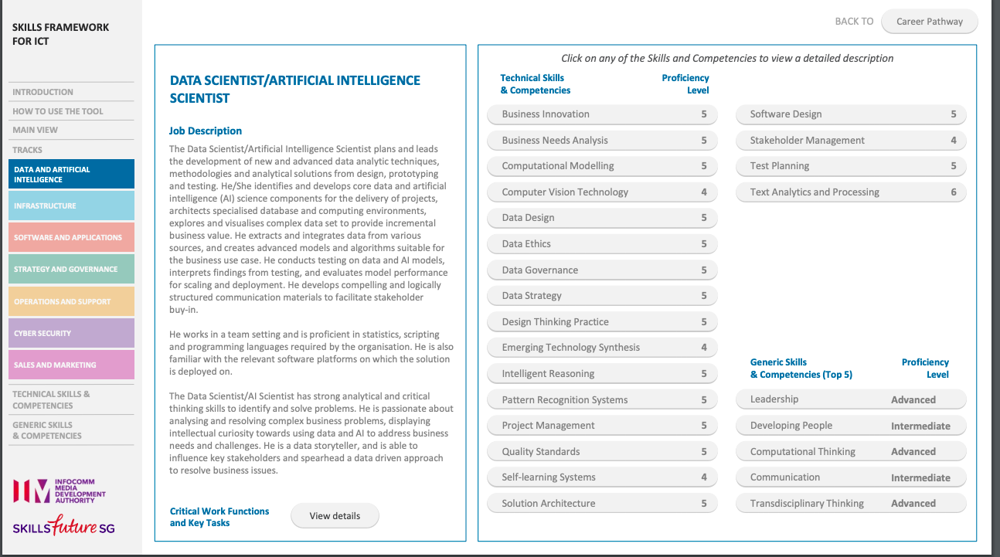 SKILLS FRAMEWORK
FOR ICT
INTRODUCTION
HOW TO USE THE TOOL
MAIN VIEW
TRACKS
DATA AND ARTIFICIAL
INTELLIGENCE
INFRASTRUCTURE
SOFTWARE AND APPLICATIONS
STRATEGY AND GOVERNANCE
OPERATIONS AND SUPPORT
CYBER SECURITY
SALES AND MARKETING
TECHNICAL SKILLS &
COMPETENCIES
GENERIC SKILLS
& COMPETENCIES
INFOCOMM
MEDIA
DEVELOPMENT
AUTHORITY
SKILLS future SG
BACK TO Career Pathway
DATA SCIENTIST/ARTIFICIAL INTELLIGENCE
SCIENTIST
Job Description
The Data Scientist/Artificial Intelligence Scientist plans and leads
the development of new and advanced data analytic techniques,
methodologies and analytical solutions from design, prototyping
and testing. He/She identifies and develops core data and artificial
intelligence (AI) science components for the delivery of projects,
architects specialised database and computing environments,
explores and visualises complex data set to provide incremental
business value. He extracts and integrates data from various
sources, and creates advanced models and algorithms suitable for
the business use case. He conducts testing on data and AI models,
interprets findings from testing, and evaluates model performance
for scaling and deployment. He develops compelling and logically
structured communication materials to facilitate stakeholder
buy-in.
He works in a team setting and is proficient in statistics, scripting
and programming languages required by the organisation. He is also
familiar with the relevant software platforms on which the solution
is deployed on.
The Data Scientist/AI Scientist has strong analytical and critical
thinking skills to identify and solve problems. He is passionate about
analysing and resolving complex business problems, displaying
intellectual curiosity towards using data and AI to address business
needs and challenges. He is a data storyteller, and is able to
influence key stakeholders and spearhead a data driven approach
to resolve business issues.
Critical Work Functions
and Key Tasks
View details
Click on any of the Skills and Competencies to view a detailed description
Technical Skills
& Competencies
Proficiency
Level
Business Innovation 5
Business Needs Analysis 5
Computational Modelling 5
Computer Vision Technology 4
Data Design 5
Data Ethics 5
Data Governance 5
Data Strategy 5
Design Thinking Practice 5
Emerging Technology Synthesis 4
Intelligent Reasoning 5
Pattern Recognition Systems 5
Project Management 5
Quality Standards 5
Self-learning Systems 4
Solution Architecture 5
Software Design 5
Stakeholder Management 4
Test Planning 5
Text Analytics and Processing 6
Generic Skills
& Competencies (Top 5)
Proficiency
Level
Leadership Advanced
Developing People Intermediate
Computational Thinking Advanced
Communication Intermediate
Transdisciplinary Thinking Advanced